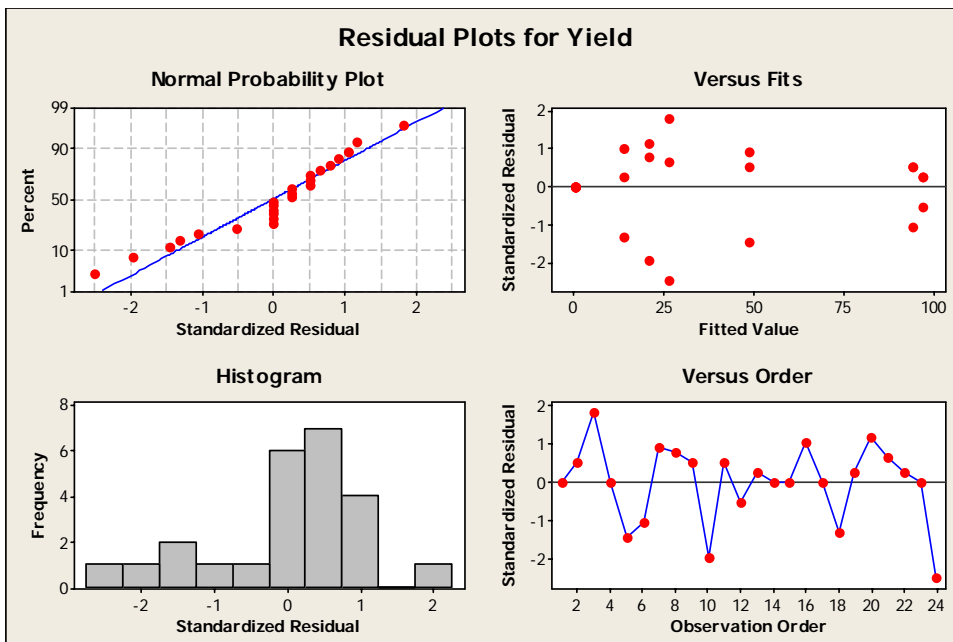 Residual Plots for Yield
Normal Probability Plot
99
90
50
10
1
Percent
-2 -1 0 1 2
Standardized Residual
Versus Fits
2
1
0
-1
-2
Standardized Residual
0 25 50 75 100
Fitted Value
Histogram
8
6
4
2
0
Frequency
-2 -1 0 1 2
Standardized Residual
Versus Order
2
1
0
-1
-2
Standardized Residual
2 4 6 8 10 12 14 16 18 20 22 24
Observation Order